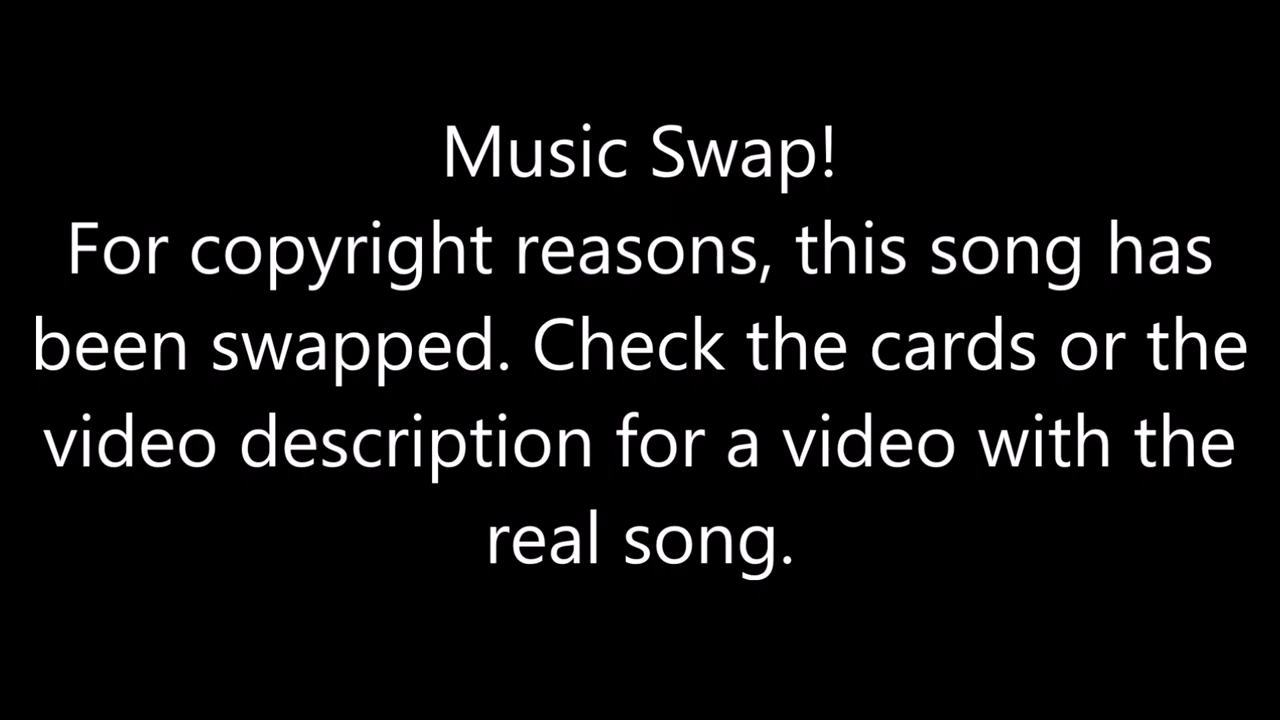 Music Swap!
For copyright reasons, this song has
been swapped. Check the cards or the
video description for a video with the
real song.